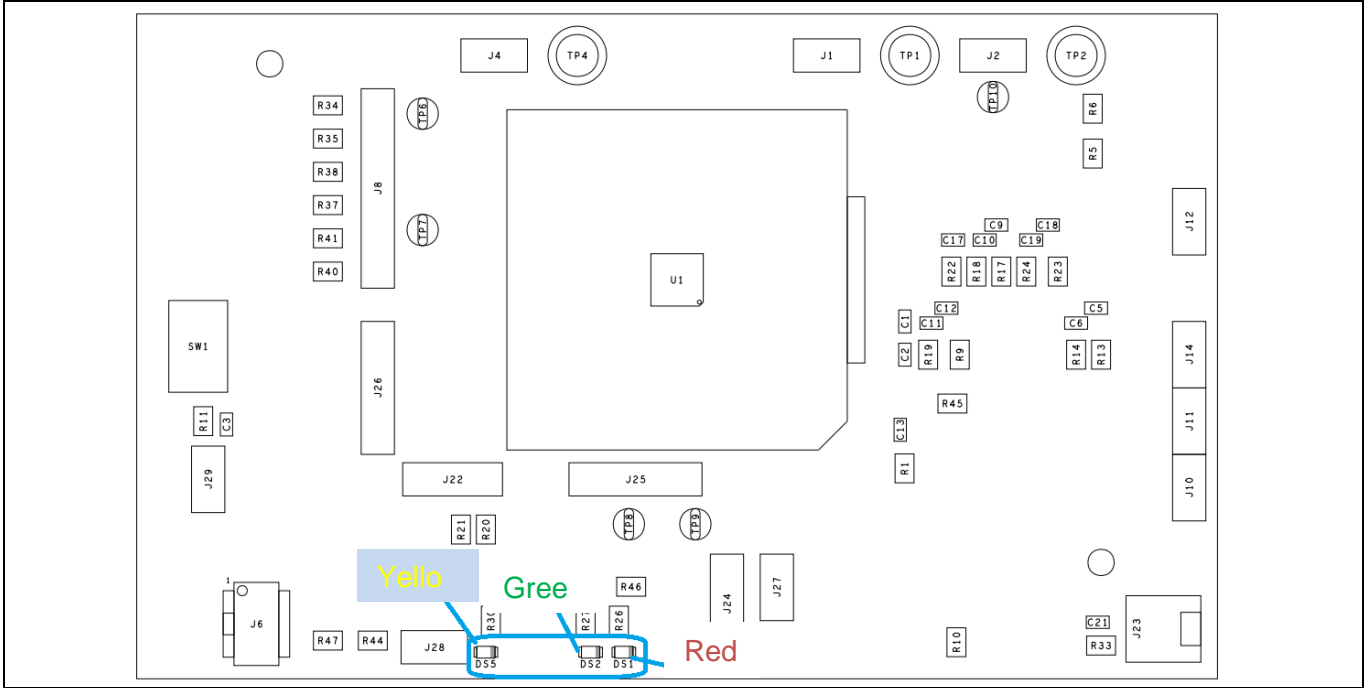 J4 TP4 J1 TP1 J2 TP2
TP10
R34 TP6 R6
R35 J8 R5
R38
R37 TP7 J12
R41 C9 C18
C17 C10 C19
R40 U1 R22 R18 R17 R24 R23
C12 C5
C1 C11 C6
SW1 C2 R19 R9 R14 R13 J14
J26 R45
R11 C3 C13 J11
J29 J22 J25 R1 J10
R21 R20 TP8 TP9
Yello Gree R46 J24 J27
1
J6 R30 R27 R26 C21 J23
R47 R44 J28 Red R10 R33
DS5 DS2 DS1